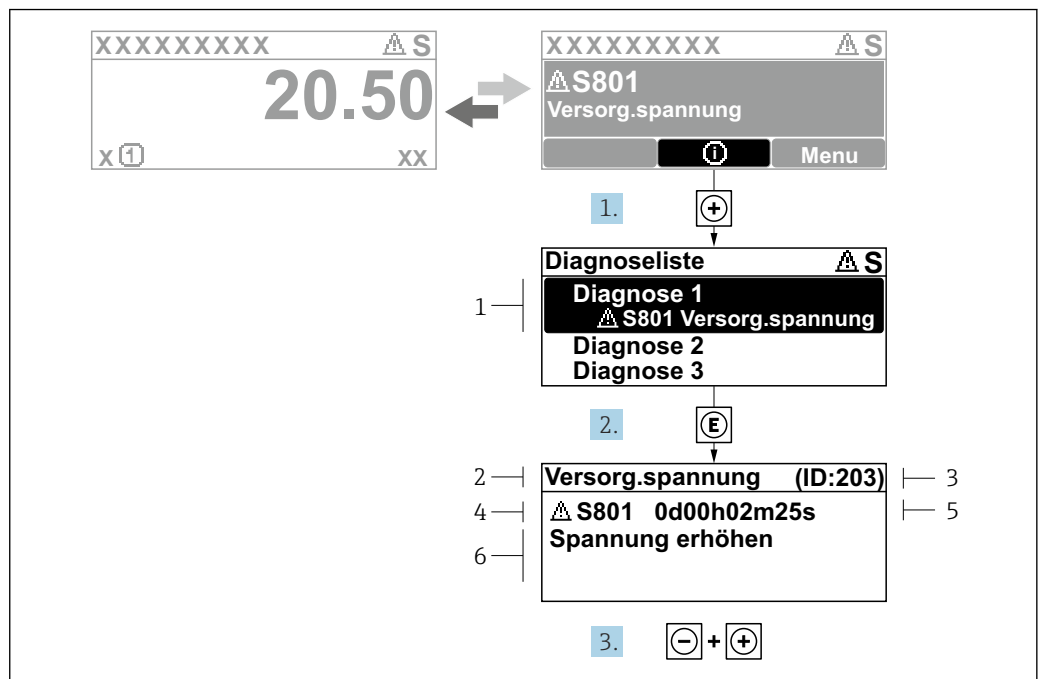 XXXXXXXXX ⚠ S
20.50
X ① XX
XXXXXXXXX ⚠ S
⚠ S801
Versorg.spannung
ⓘ Menu
1. +
Diagnoseliste ⚠ S
1
Diagnose 1
⚠ S801 Versorg.spannung
Diagnose 2
Diagnose 3
2. E
2 Versorg.spannung (ID:203) 3
4 ⚠ S801 0d00h02m25s 5
6 Spannung erhöhen
3. - + +